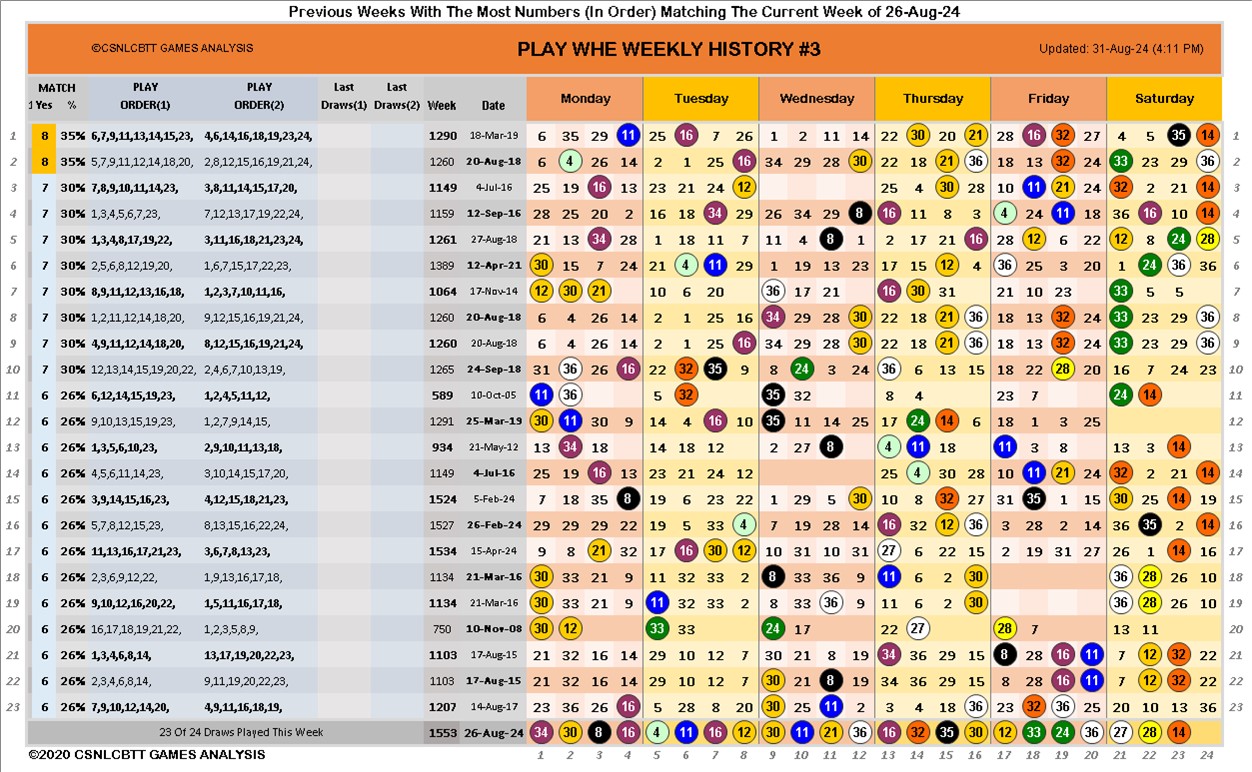 Previous Weeks With The Most Numbers (In Order) Matching The Current Week of 26-Aug-24
©CSNLCBTT GAMES ANALYSIS PLAY WHE WEEKLY HISTORY #3 Updated: 31-Aug-24 (4:11 PM)
MATCH PLAY PLAY Last Last
1 Yes % ORDER(1) ORDER(2) Draws(1) Draws(2) Week Date Monday Tuesday Wednesday Thursday Friday Saturday
1 8 35% 6,7,9,11,13,14,15,23, 4,6,14,16,18,19,23,24, 1290 18-Mar-19 6 35 29 11 25 16 7 26 1 2 11 14 22 30 20 21 28 16 32 27 4 5 35 14 1
2 8 35% 5,7,9,11,12,14,18,20, 2,8,12,15,16,19,21,24, 1260 20-Aug-18 6 4 26 14 2 1 25 16 34 29 28 30 22 18 21 36 18 13 32 24 33 23 29 36 2
3 7 30% 7,8,9,10,11,14,23, 3,8,11,14,15,17,20, 1149 4-Jul-16 25 19 16 13 23 21 24 12 25 4 30 28 10 11 21 24 32 2 21 14 3
4 7 30% 1,3,4,5,6,7,23, 7,12,13,17,19,22,24, 1159 12-Sep-16 28 25 20 2 16 18 34 29 26 34 29 8 16 11 8 3 4 24 11 18 36 16 10 14 4
5 7 30% 1,3,4,8,17,19,22, 3,11,16,18,21,23,24, 1261 27-Aug-18 21 13 34 28 1 18 11 7 11 4 8 1 2 17 21 16 28 12 6 22 12 8 24 28 5
6 7 30% 2,5,6,8,12,19,20, 1,6,7,15,17,22,23, 1389 12-Apr-21 30 15 7 24 21 4 11 29 1 19 13 23 17 15 12 4 36 25 3 20 1 24 36 36 6
7 7 30% 8,9,11,12,13,16,18, 1,2,3,7,10,11,16, 1064 17-Nov-14 12 30 21 10 6 20 36 17 21 16 30 31 21 10 23 33 5 5 7
8 7 30% 1,2,11,12,14,18,20, 9,12,15,16,19,21,24, 1260 20-Aug-18 6 4 26 14 2 1 25 16 34 29 28 30 22 18 21 36 18 13 32 24 33 23 29 36 8
9 7 30% 4,9,11,12,14,18,20, 8,12,15,16,19,21,24, 1260 20-Aug-18 6 4 26 14 2 1 25 16 34 29 28 30 22 18 21 36 18 13 32 24 33 23 29 36 9
10 7 30% 12,13,14,15,19,20,22, 2,4,6,7,10,13,19, 1265 24-Sep-18 31 36 26 16 22 32 35 9 8 24 3 24 36 6 13 15 18 22 28 20 16 7 24 23 10
11 6 26% 6,12,14,15,19,23, 1,2,4,5,11,12, 589 10-Oct-05 11 36 5 32 35 32 8 4 23 7 24 14 11
12 6 26% 9,10,13,15,19,23, 1,2,7,9,14,15, 1291 25-Mar-19 30 11 30 9 14 4 16 10 35 11 14 25 17 24 14 6 18 1 3 25 12
13 6 26% 1,3,5,6,10,23, 2,9,10,11,13,18, 934 21-May-12 13 34 18 14 18 12 2 27 8 4 11 18 11 3 8 13 3 14 13
14 6 26% 4,5,6,11,14,23, 3,10,14,15,17,20, 1149 4-Jul-16 25 19 16 13 23 21 24 12 25 4 30 28 10 11 21 24 32 2 21 14 14
15 6 26% 3,9,14,15,16,23, 4,12,15,18,21,23, 1524 5-Feb-24 7 18 35 8 19 6 23 22 1 29 5 30 10 8 32 27 31 35 1 15 30 25 14 19 15
16 6 26% 5,7,8,12,15,23, 8,13,15,16,22,24, 1527 26-Feb-24 29 29 29 22 19 5 33 4 7 19 28 14 16 32 12 36 3 28 2 14 36 35 2 14 16
17 6 26% 11,13,16,17,21,23, 3,6,7,8,13,23, 1534 15-Apr-24 9 8 21 32 17 16 30 12 10 31 10 31 27 6 22 15 2 19 31 27 26 1 14 16 17
18 6 26% 2,3,6,9,12,22, 1,9,13,16,17,18, 1134 21-Mar-16 30 33 21 9 11 32 33 2 8 33 36 9 11 6 2 30 36 28 26 10 18
19 6 26% 9,10,12,16,20,22, 1,5,11,16,17,18, 1134 21-Mar-16 30 33 21 9 11 32 33 2 8 33 36 9 11 6 2 30 36 28 26 10 19
20 6 26% 16,17,18,19,21,22, 1,2,3,5,8,9, 750 10-Nov-08 30 12 33 33 24 17 22 27 28 7 13 11 20
21 6 26% 1,3,4,6,8,14, 13,17,19,20,22,23, 1103 17-Aug-15 21 32 16 14 29 10 12 7 30 21 8 19 34 36 29 15 8 28 16 11 7 12 32 22 21
22 6 26% 2,3,4,6,8,14, 9,11,19,20,22,23, 1103 17-Aug-15 21 32 16 14 29 10 12 7 30 21 8 19 34 36 29 15 8 28 16 11 7 12 32 22 22
23 6 26% 7,9,10,12,14,20, 4,9,11,16,18,19, 1207 14-Aug-17 23 36 26 16 5 28 8 20 30 25 11 2 3 4 18 36 23 32 36 26 20 10 13 36 23
23 Of 24 Draws Played This Week 1553 26-Aug-24 34 30 8 16 4 11 16 12 30 11 21 36 16 32 35 30 12 33 24 36 27 28 14
©2020 CSNLCBTT GAMES ANALYSIS 1 2 3 4 5 6 7 8 9 10 11 12 13 14 15 16 17 18 19 20 21 22 23 24